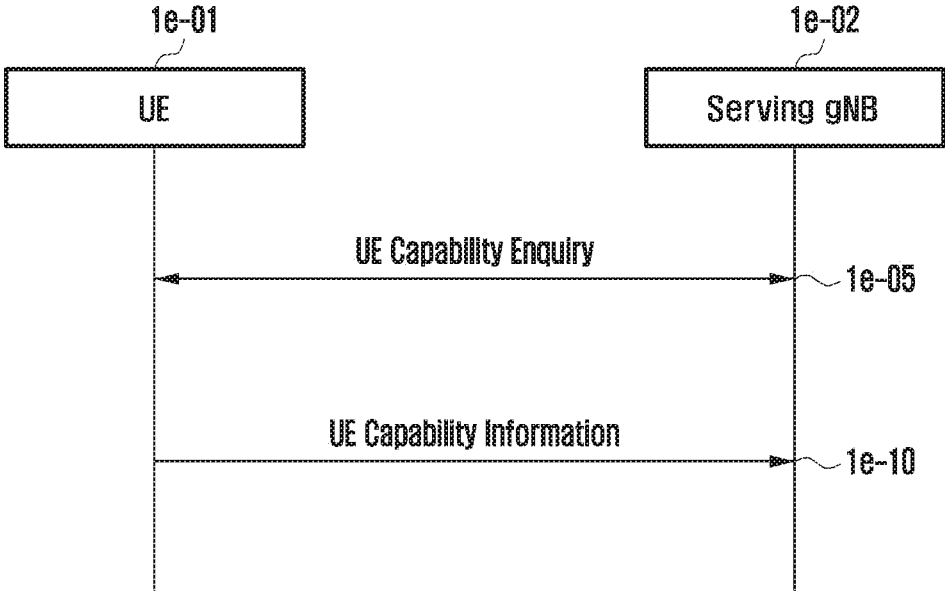 1e-01
1e-02
UE
Serving gNB
UE Capability Enquiry
1e-05
UE Capability Information
1e-10